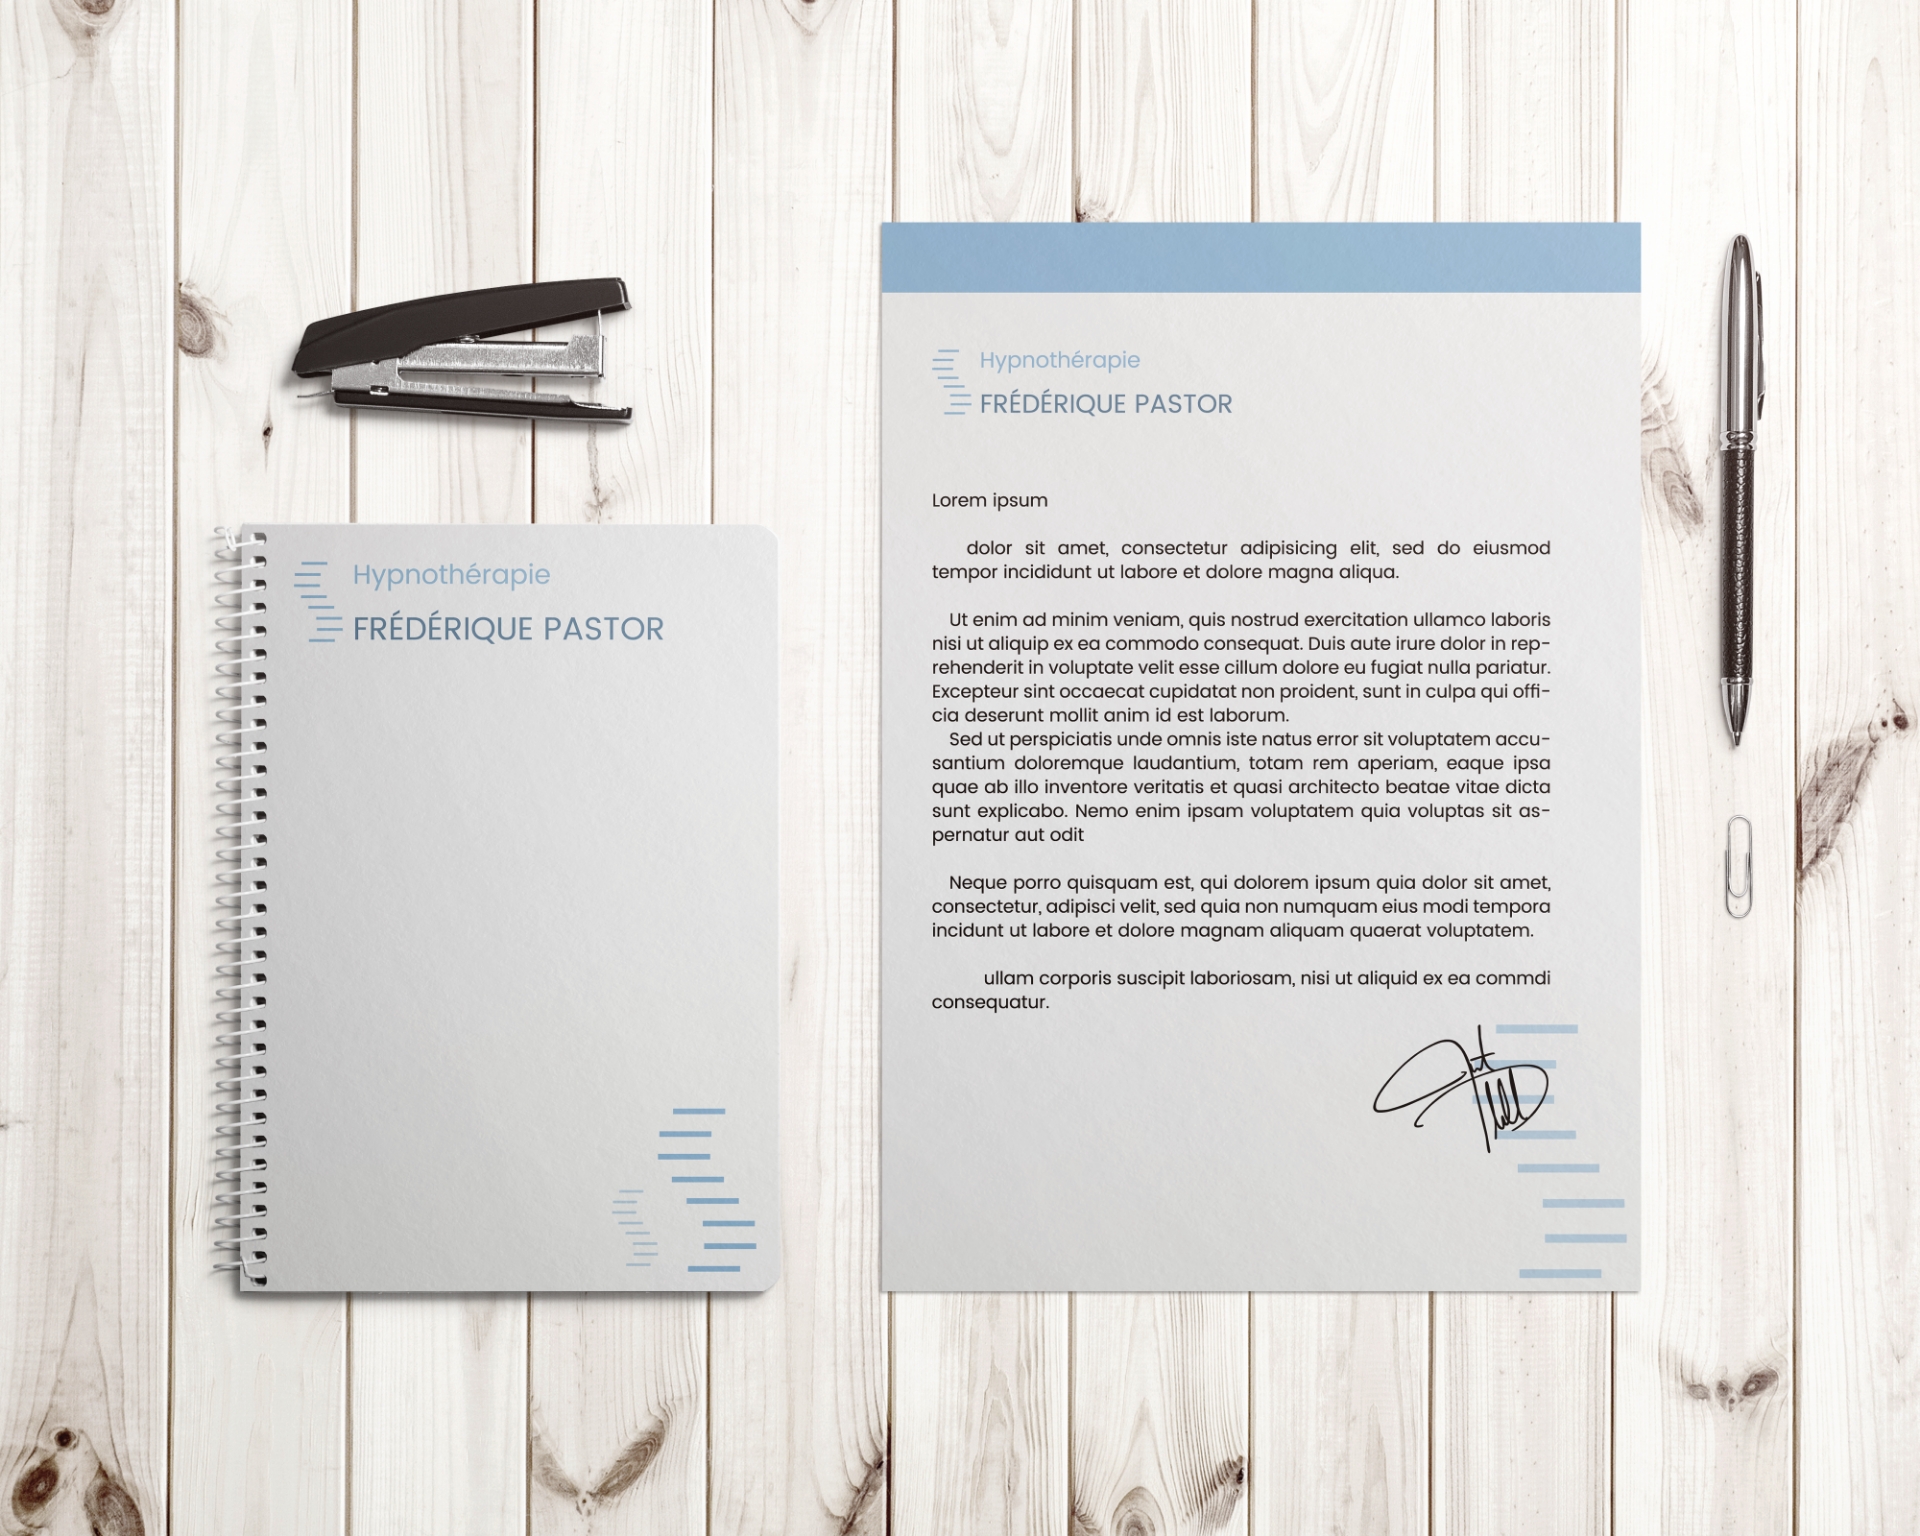 Hypnothérapie
FRÉDÉRIQUE PASTOR
Hypnothérapie
FRÉDÉRIQUE PASTOR
Lorem ipsum
dolor sit amet, consectetur adipisicing elit, sed do eiusmod
tempor incididunt ut labore et dolore magna aliqua.
Ut enim ad minim veniam, quis nostrud exercitation ullamco laboris
nisi ut aliquip ex ea commodo consequat. Duis aute irure dolor in rep-
rehenderit in voluptate velit esse cillum dolore eu fugiat nulla pariatur.
Excepteur sint occaecat cupidatat non proident, sunt in culpa qui offi-
cia deserunt mollit anim id est laborum.
Sed ut perspiciatis unde omnis iste natus error sit voluptatem accu-
santium doloremque laudantium, totam rem aperiam, eaque ipsa
quae ab illo inventore veritatis et quasi architecto beatae vitae dicta
sunt explicabo. Nemo enim ipsam voluptatem quia voluptas sit as-
pernatur aut odit
Neque porro quisquam est, qui dolorem ipsum quia dolor sit amet,
consectetur, adipisci velit, sed quia non numquam eius modi tempora
incidunt ut labore et dolore magnam aliquam quaerat voluptatem.
ullam corporis suscipit laboriosam, nisi ut aliquid ex ea commdi
consequatur.